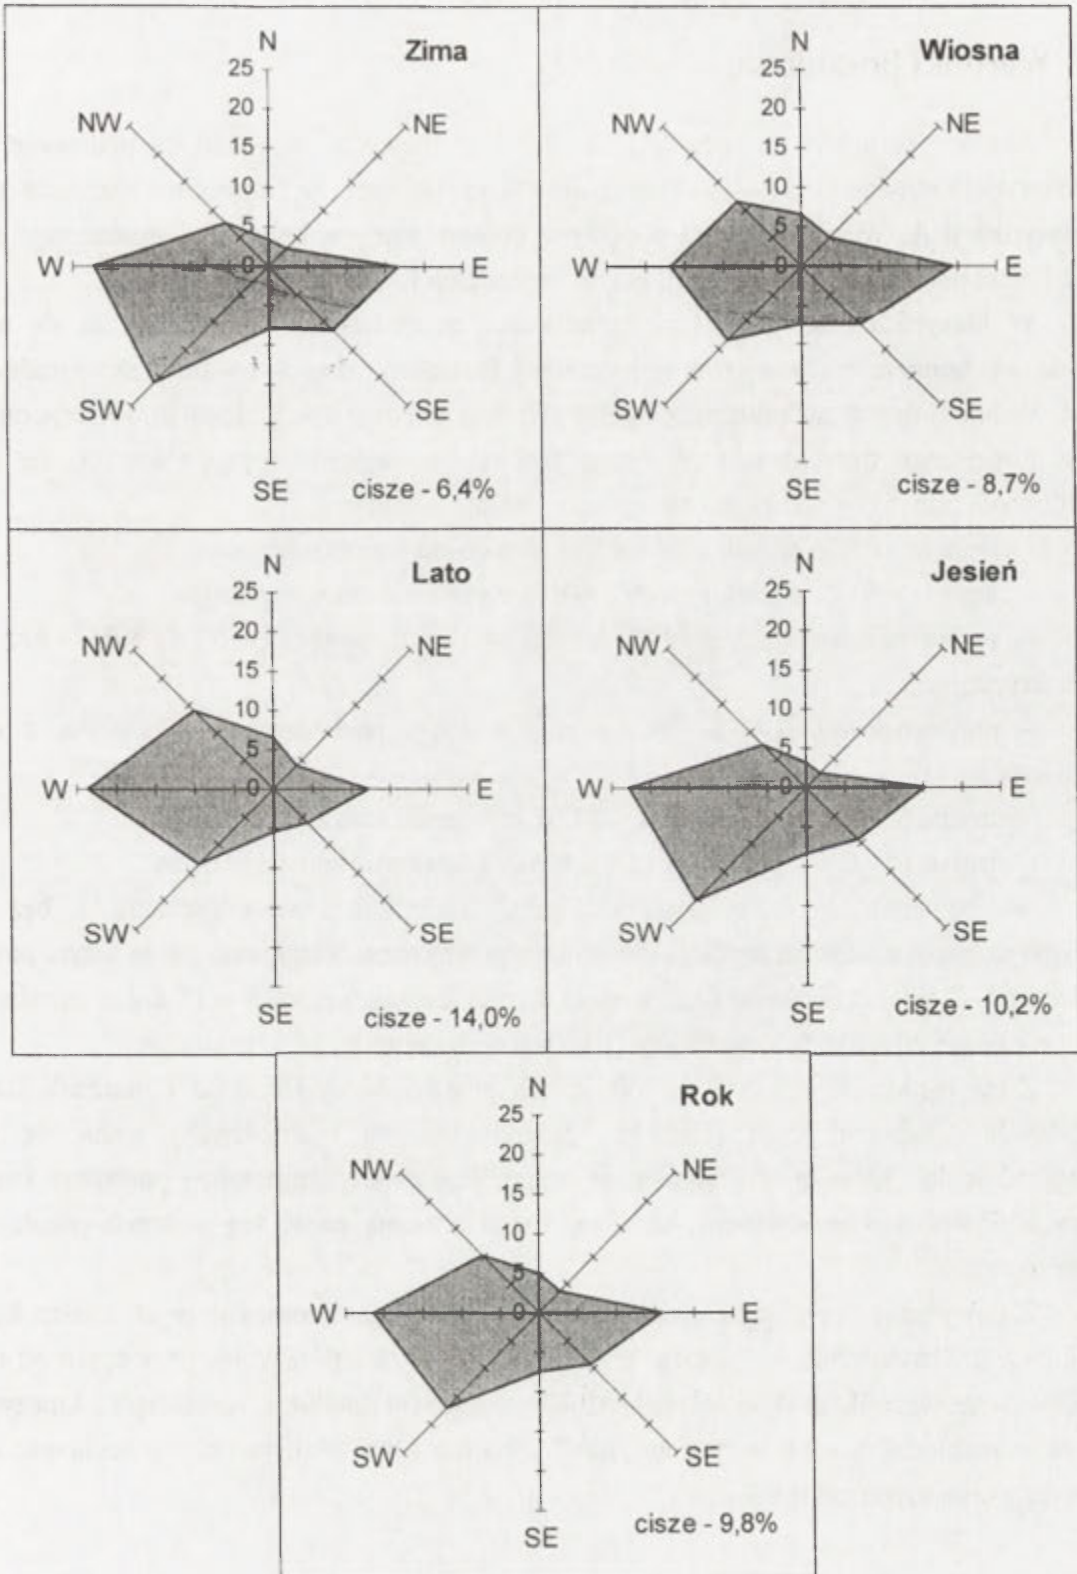 N
Zima
25
20
15
10
5
0
NW
NE
W
E
SW
SE
SE
cisze - 6,4%
N
Wiosna
25
20
15
10
5
0
NW
NE
W
E
SW
SE
SE
cisze - 8,7%
N
Lato
25
20
15
10
5
0
NW
NE
W
E
SW
SE
SE
cisze - 14,0%
N
Jesień
25
20
15
10
5
0
NW
NE
W
E
SW
SE
SE
cisze - 10,2%
N
Rok
25
20
15
10
5
0
NW
NE
W
E
SW
SE
SE
cisze - 9,8%